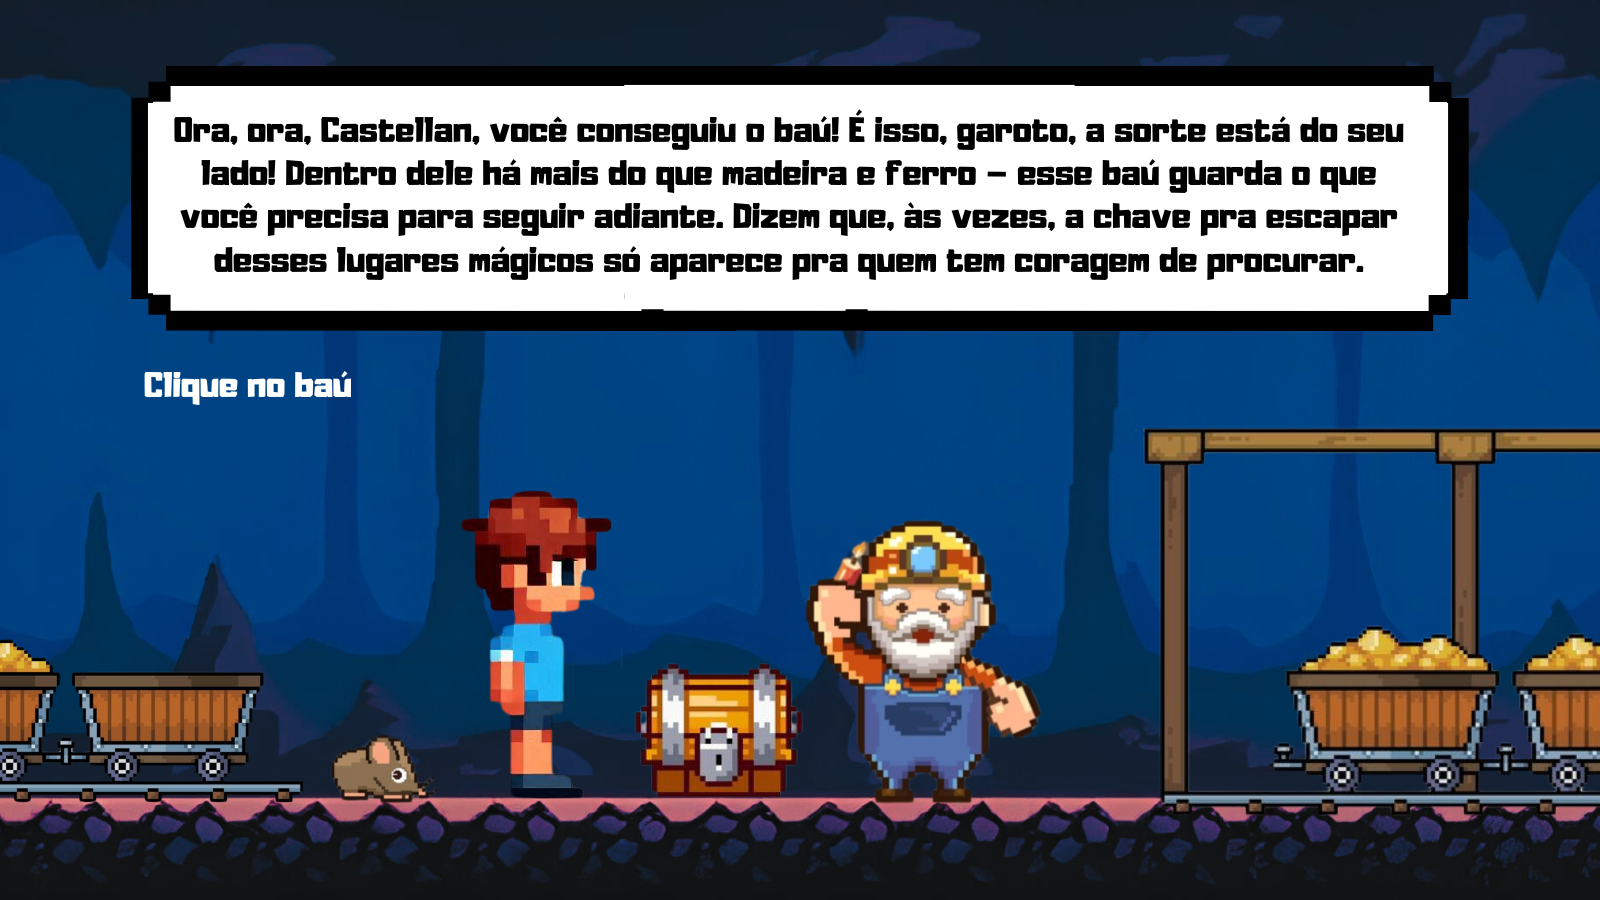 Ora, ora, Castellan, você conseguiu o baú! É isso, garoto, a sorte está do seu
lado! Dentro dele há mais do que madeira e ferro – esse baú guarda o que
você precisa para seguir adiante. Dizem que, às vezes, a chave pra escapar
desses lugares mágicos só aparece pra quem tem coragem de procurar.
Clique no baú